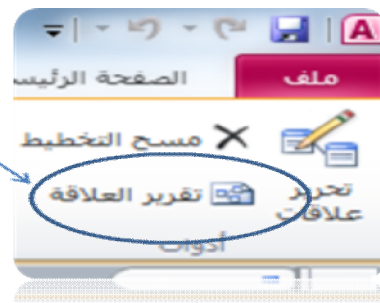 A
ملف الصفحة الرئيس
مسح التخطيط
تقرير العلاقة
تحرير
علاقات
أدوات